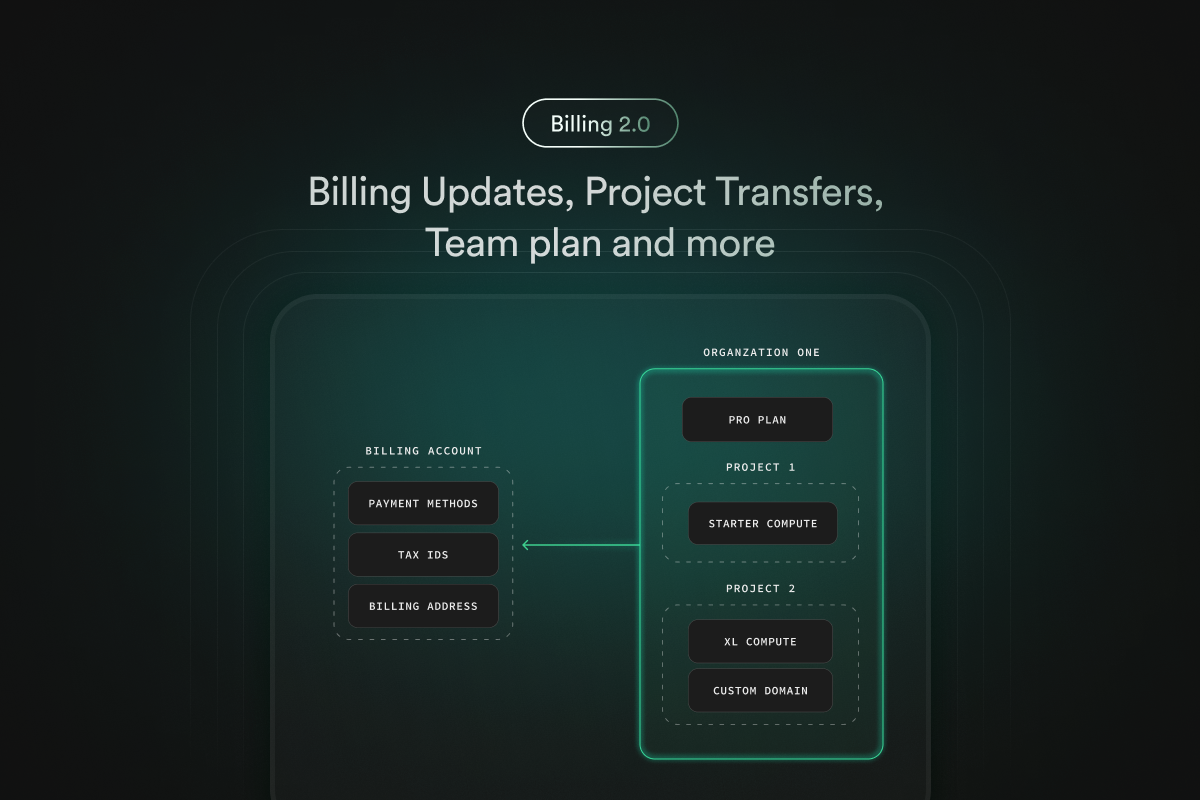 Billing 2.0
Billing Updates, Project Transfers,
Team plan and more
BILLING ACCOUNT
PAYMENT METHODS
TAX IDS
BILLING ADDRESS
ORGANZATION ONE
PRO PLAN
PROJECT 1
STARTER COMPUTE
PROJECT 2
XL COMPUTE
CUSTOM DOMAIN